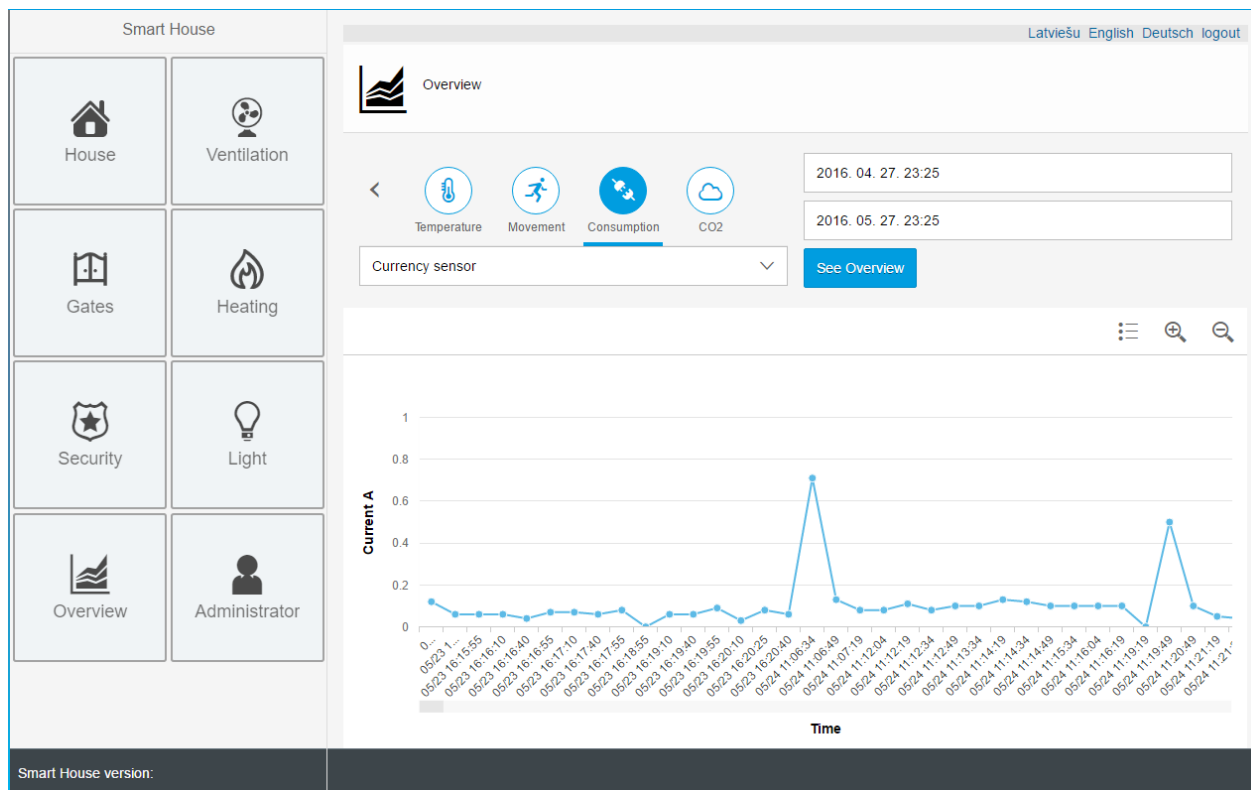 Smart House
Latviešu English Deutsch logout
House
Ventilation
Gates
Heating
Security
Light
Overview
Administrator
Overview
Temperature
Movement
Consumption
CO2
2016. 04. 27. 23:25
2016. 05. 27. 23:25
Currency sensor
See Overview
Current A
1
0.8
0.6
0.4
0.2
0
0...
05/23 1...
05/23 16:15:55
05/23 16:16:10
05/23 16:16:40
05/23 16:16:55
05/23 16:17:10
05/23 16:17:40
05/23 16:17:55
05/23 16:18:55
05/23 16:19:10
05/23 16:19:40
05/23 16:19:55
05/23 16:20:10
05/23 16:20:25
05/23 16:20:40
05/24 11:06:34
05/24 11:06:49
05/24 11:07:19
05/24 11:12:04
05/24 11:12:19
05/24 11:12:34
05/24 11:12:49
05/24 11:13:34
05/24 11:14:19
05/24 11:14:34
05/24 11:14:49
05/24 11:15:34
05/24 11:16:04
05/24 11:16:19
05/24 11:19:19
05/24 11:19:49
05/24 11:20:49
05/24 11:21:19
05/24 11:21:
Time
Smart House version: